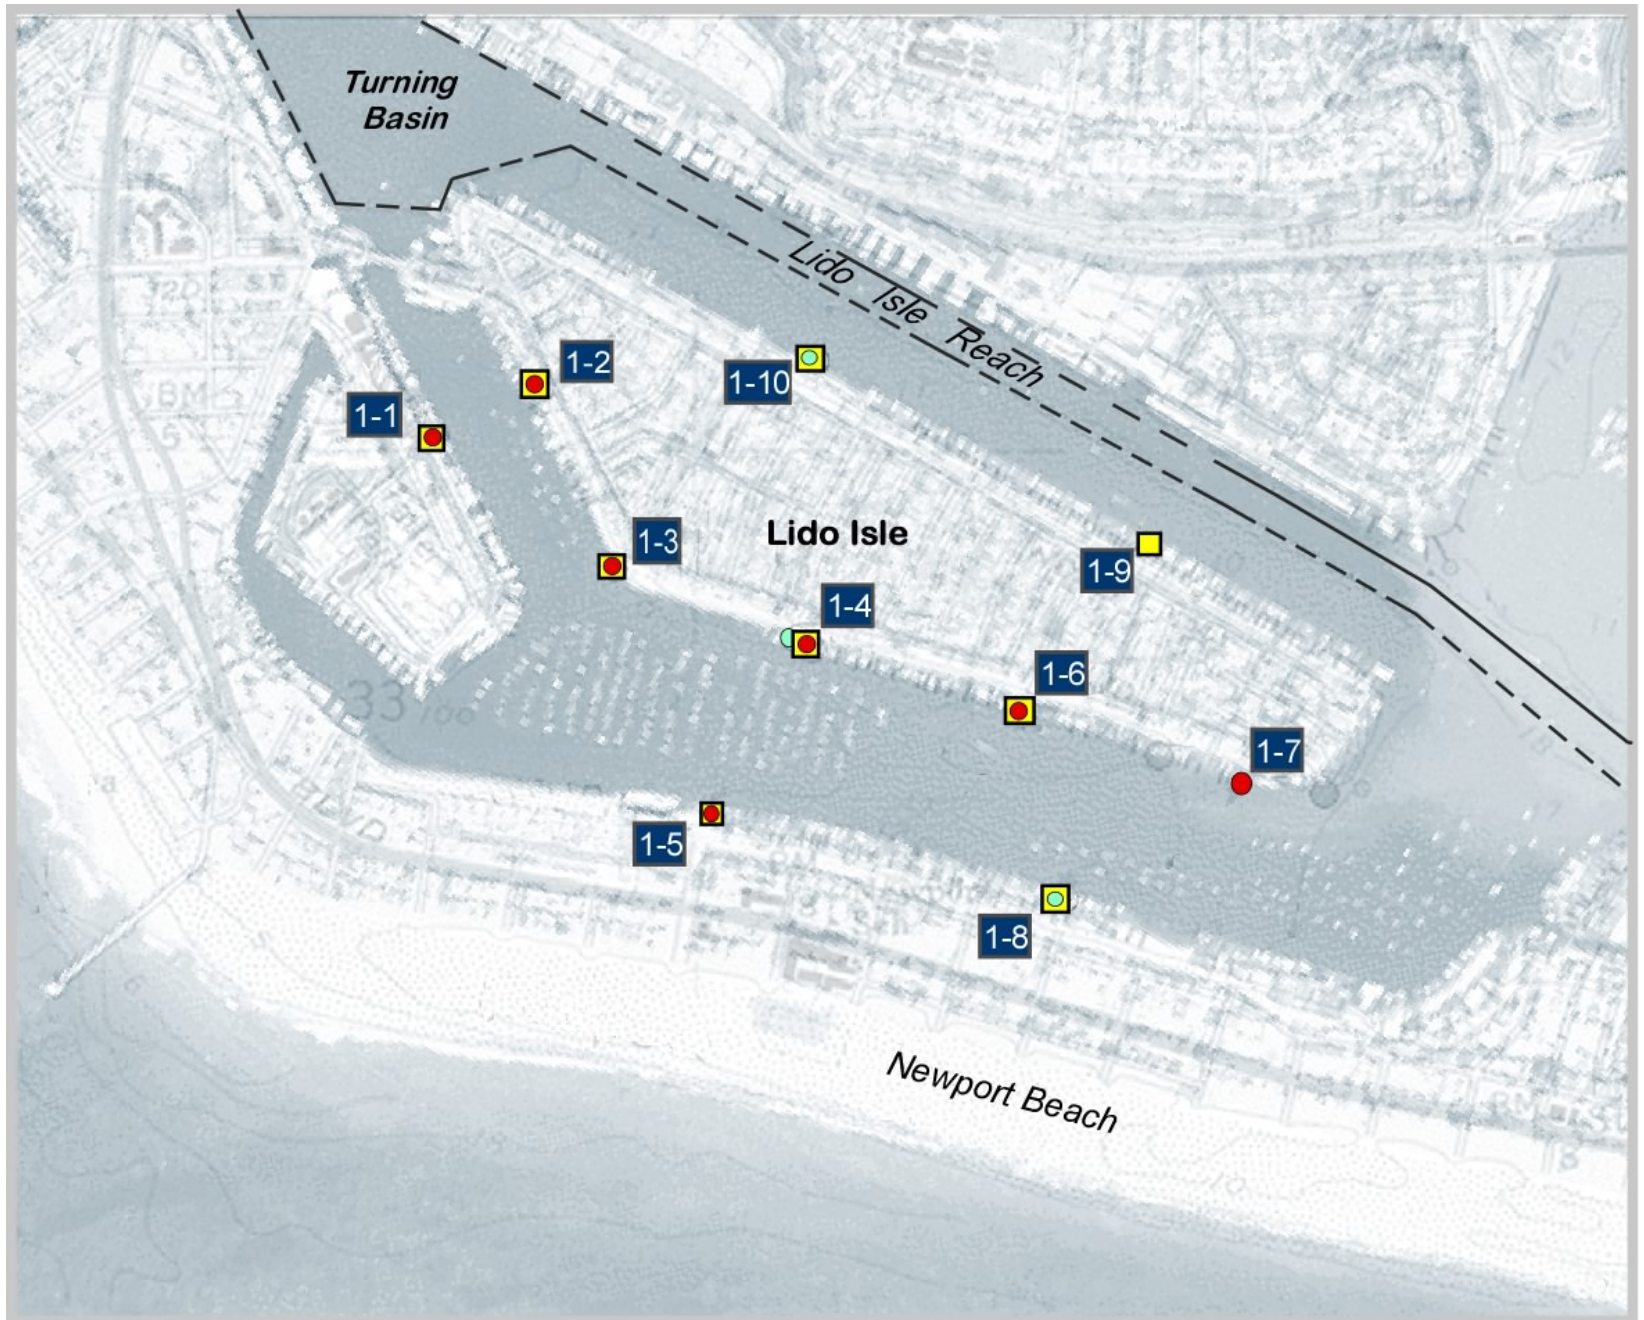 Turning
Basin
Lido Isle Reach
1-2
1-10
1-1
Lido Isle
1-3
1-9
1-4
1-6
1-7
33
1-5
1-8
Newport Beach